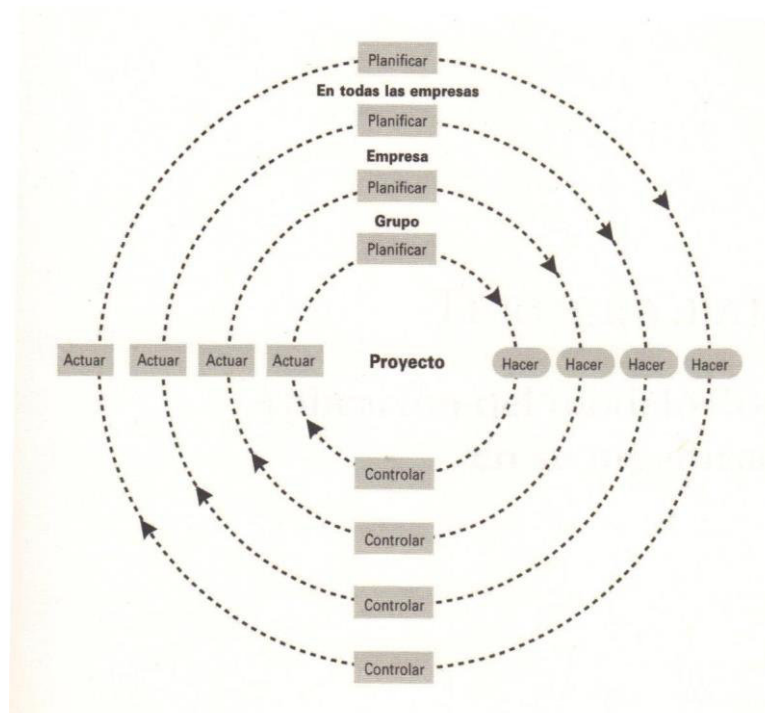 Planificar
En todas las empresas
Planificar
Empresa
Planificar
Grupo
Planificar
Actuar Actuar Actuar Actuar Proyecto Hacer Hacer Hacer Hacer
Controlar
Controlar
Controlar
Controlar